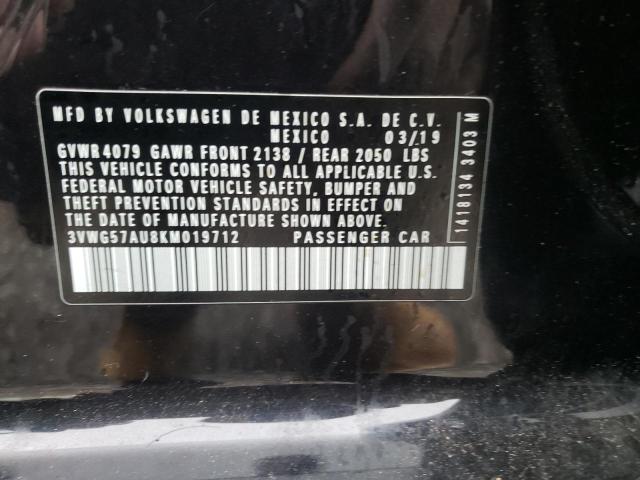 MFD BY VOLKSWAGEN DE MEXICO S.A. DE C.V.
MEXICO 03/19
GVWR 4079 GAWR FRONT 2138 / REAR 2050 LBS
THIS VEHICLE CONFORMS TO ALL APPLICABLE U.S.
FEDERAL MOTOR VEHICLE SAFETY, BUMPER AND
THEFT PREVENTION STANDARDS IN EFFECT ON
THE DATE OF MANUFACTURE SHOWN ABOVE.
3VWG57AU8KM019712 PASSENGER CAR
1418134 3403 M